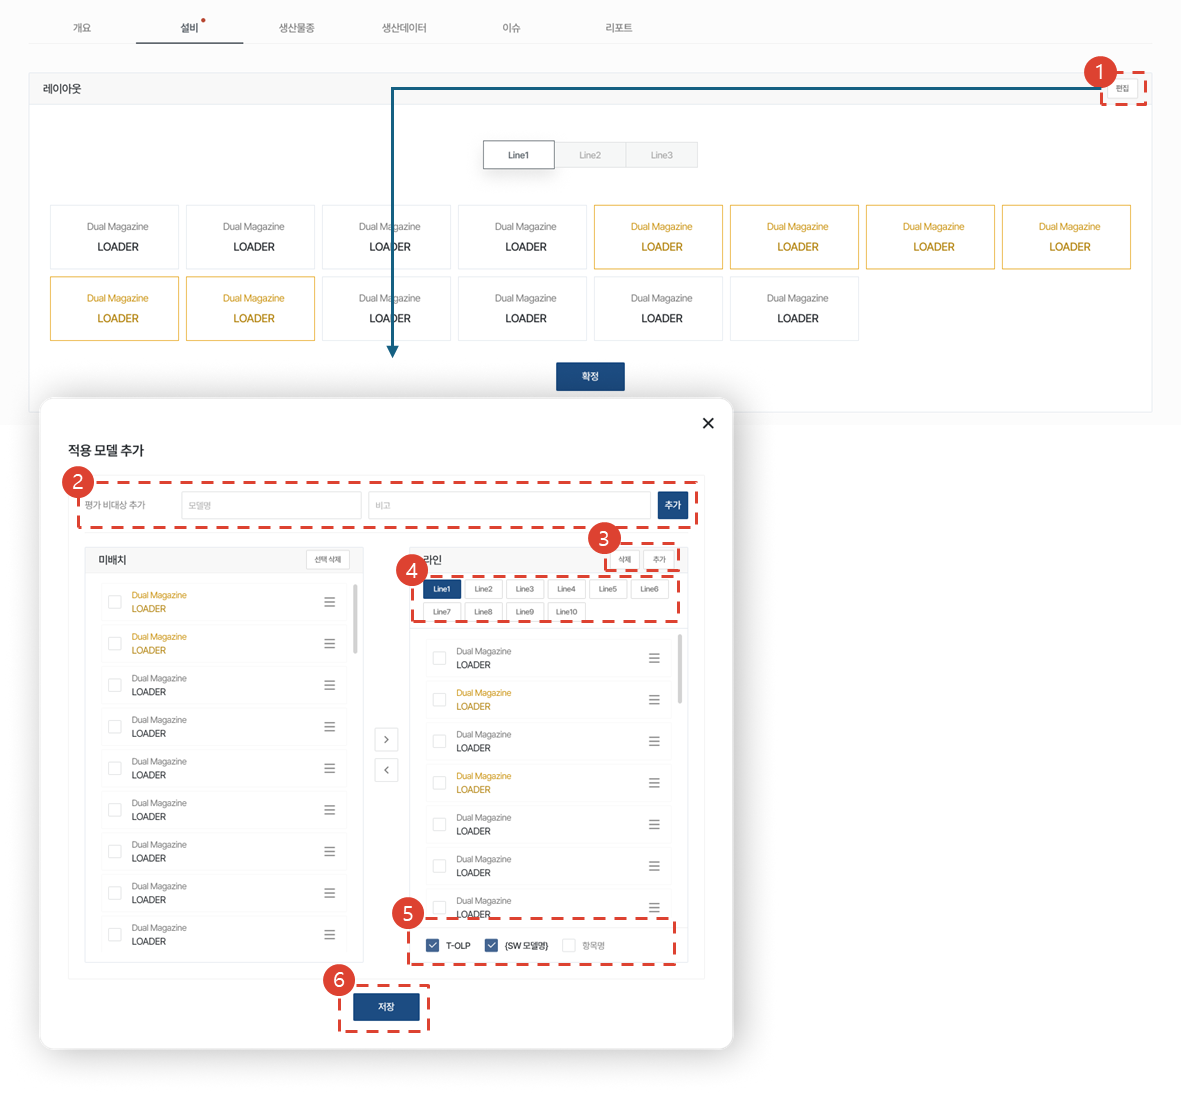 개요 설비 생산물종 생산데이터 이슈 리포트
레이아웃 1 편집
Line1 Line2 Line3
Dual Magazine Dual Magazine Dual Magazine Dual Magazine Dual Magazine Dual Magazine Dual Magazine Dual Magazine
LOADER LOADER LOADER LOADER LOADER LOADER LOADER LOADER
Dual Magazine Dual Magazine Dual Magazine Dual Magazine Dual Magazine Dual Magazine
LOADER LOADER LOADER LOADER LOADER LOADER
확정
적용 모델 추가
2
평가 비대상 추가 모델명 비고 추가
3
미배치 선택 삭제
라인 삭제 추가
4
Line1 Line2 Line3 Line4 Line5 Line6
Line7 Line8 Line9 Line10
Dual Magazine
LOADER
Dual Magazine
LOADER
Dual Magazine
LOADER
Dual Magazine
LOADER
Dual Magazine
LOADER
Dual Magazine
LOADER
Dual Magazine
LOADER
Dual Magazine
LOADER
Dual Magazine
LOADER
Dual Magazine
LOADER
Dual Magazine
LOADER
Dual Magazine
LOADER
Dual Magazine
LOADER
Dual Magazine
LOADER
Dual Magazine
LOADER
Dual Magazine
LOADER
5
T-OLP {SW 모델명} 항목명
6
저장